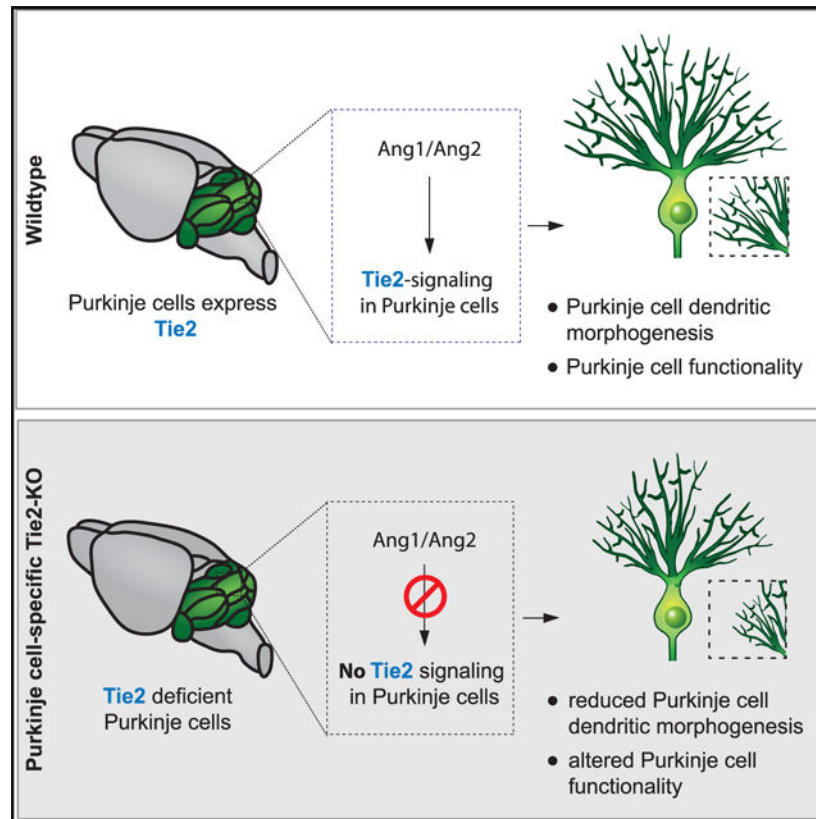 Wildtype
Purkinje cells express
Tie2
Ang1/Ang2
Tie2-signaling
in Purkinje cells
● Purkinje cell dendritic
morphogenesis
● Purkinje cell functionality
Purkinje cell-specific Tie2-KO
Tie2 deficient
Purkinje cells
Ang1/Ang2
No Tie2 signaling
in Purkinje cells
● reduced Purkinje cell
dendritic morphogenesis
● altered Purkinje cell
functionality